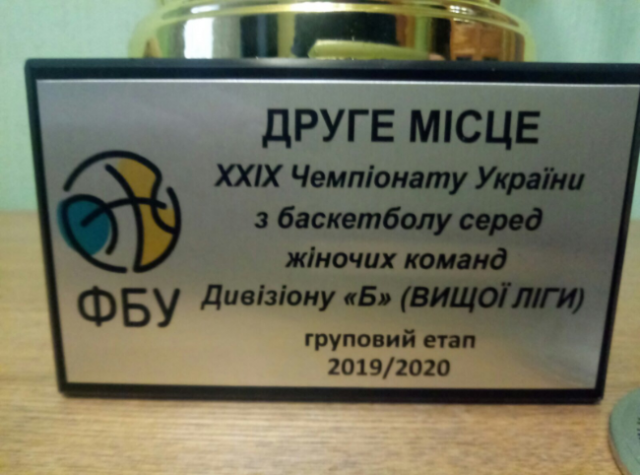 ДРУГЕ МІСЦЕ
XXIX Чемпіонату України
з баскетболу серед
жіночих команд
Дивізіону «Б» (ВИЩОЇ ЛІГИ)
груповий етап
2019/2020
ФБУ